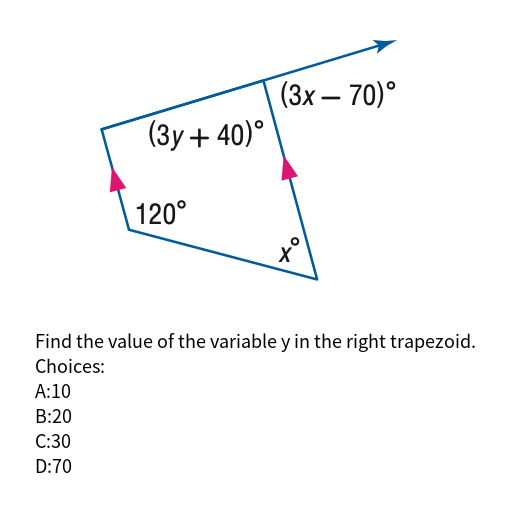 (3x – 70)°
(3y + 40)°
120°
x°
Find the value of the variable y in the right trapezoid.
Choices:
A:10
B:20
C:30
D:70